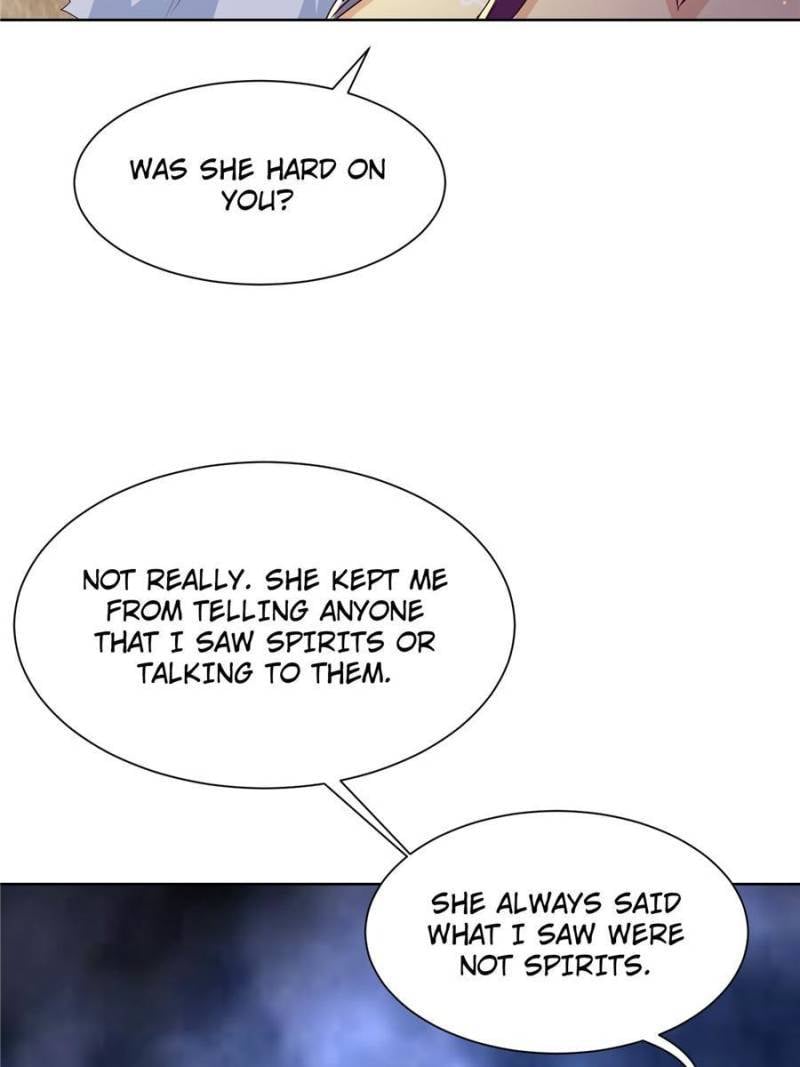 WAS SHE HARD ON
YOU?
NOT REALLY. SHE KEPT ME
FROM TELLING ANYONE
THAT I SAW SPIRITS OR
TALKING TO THEM.
SHE ALWAYS SAID
WHAT I SAW WERE
NOT SPIRITS.